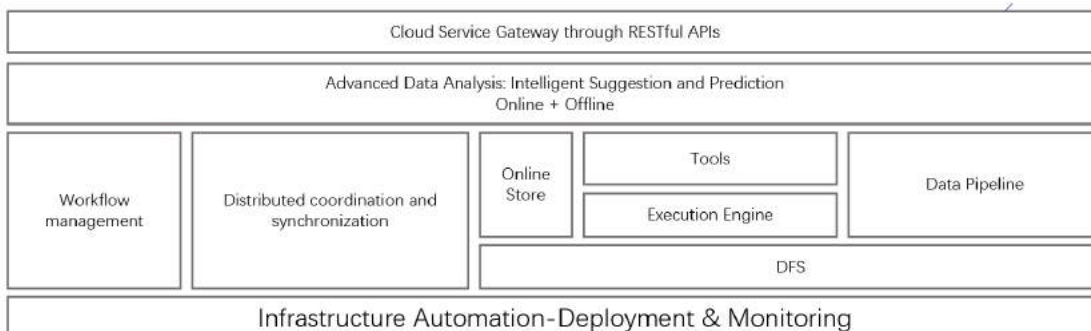 Cloud Service Gateway through RESTful APIs
Advanced Data Analysis: Intelligent Suggestion and Prediction
Online + Offline
Workflow
management
Distributed coordination and
synchronization
Online
Store
Tools
Execution Engine
Data Pipeline
DFS
Infrastructure Automation-Deployment & Monitoring